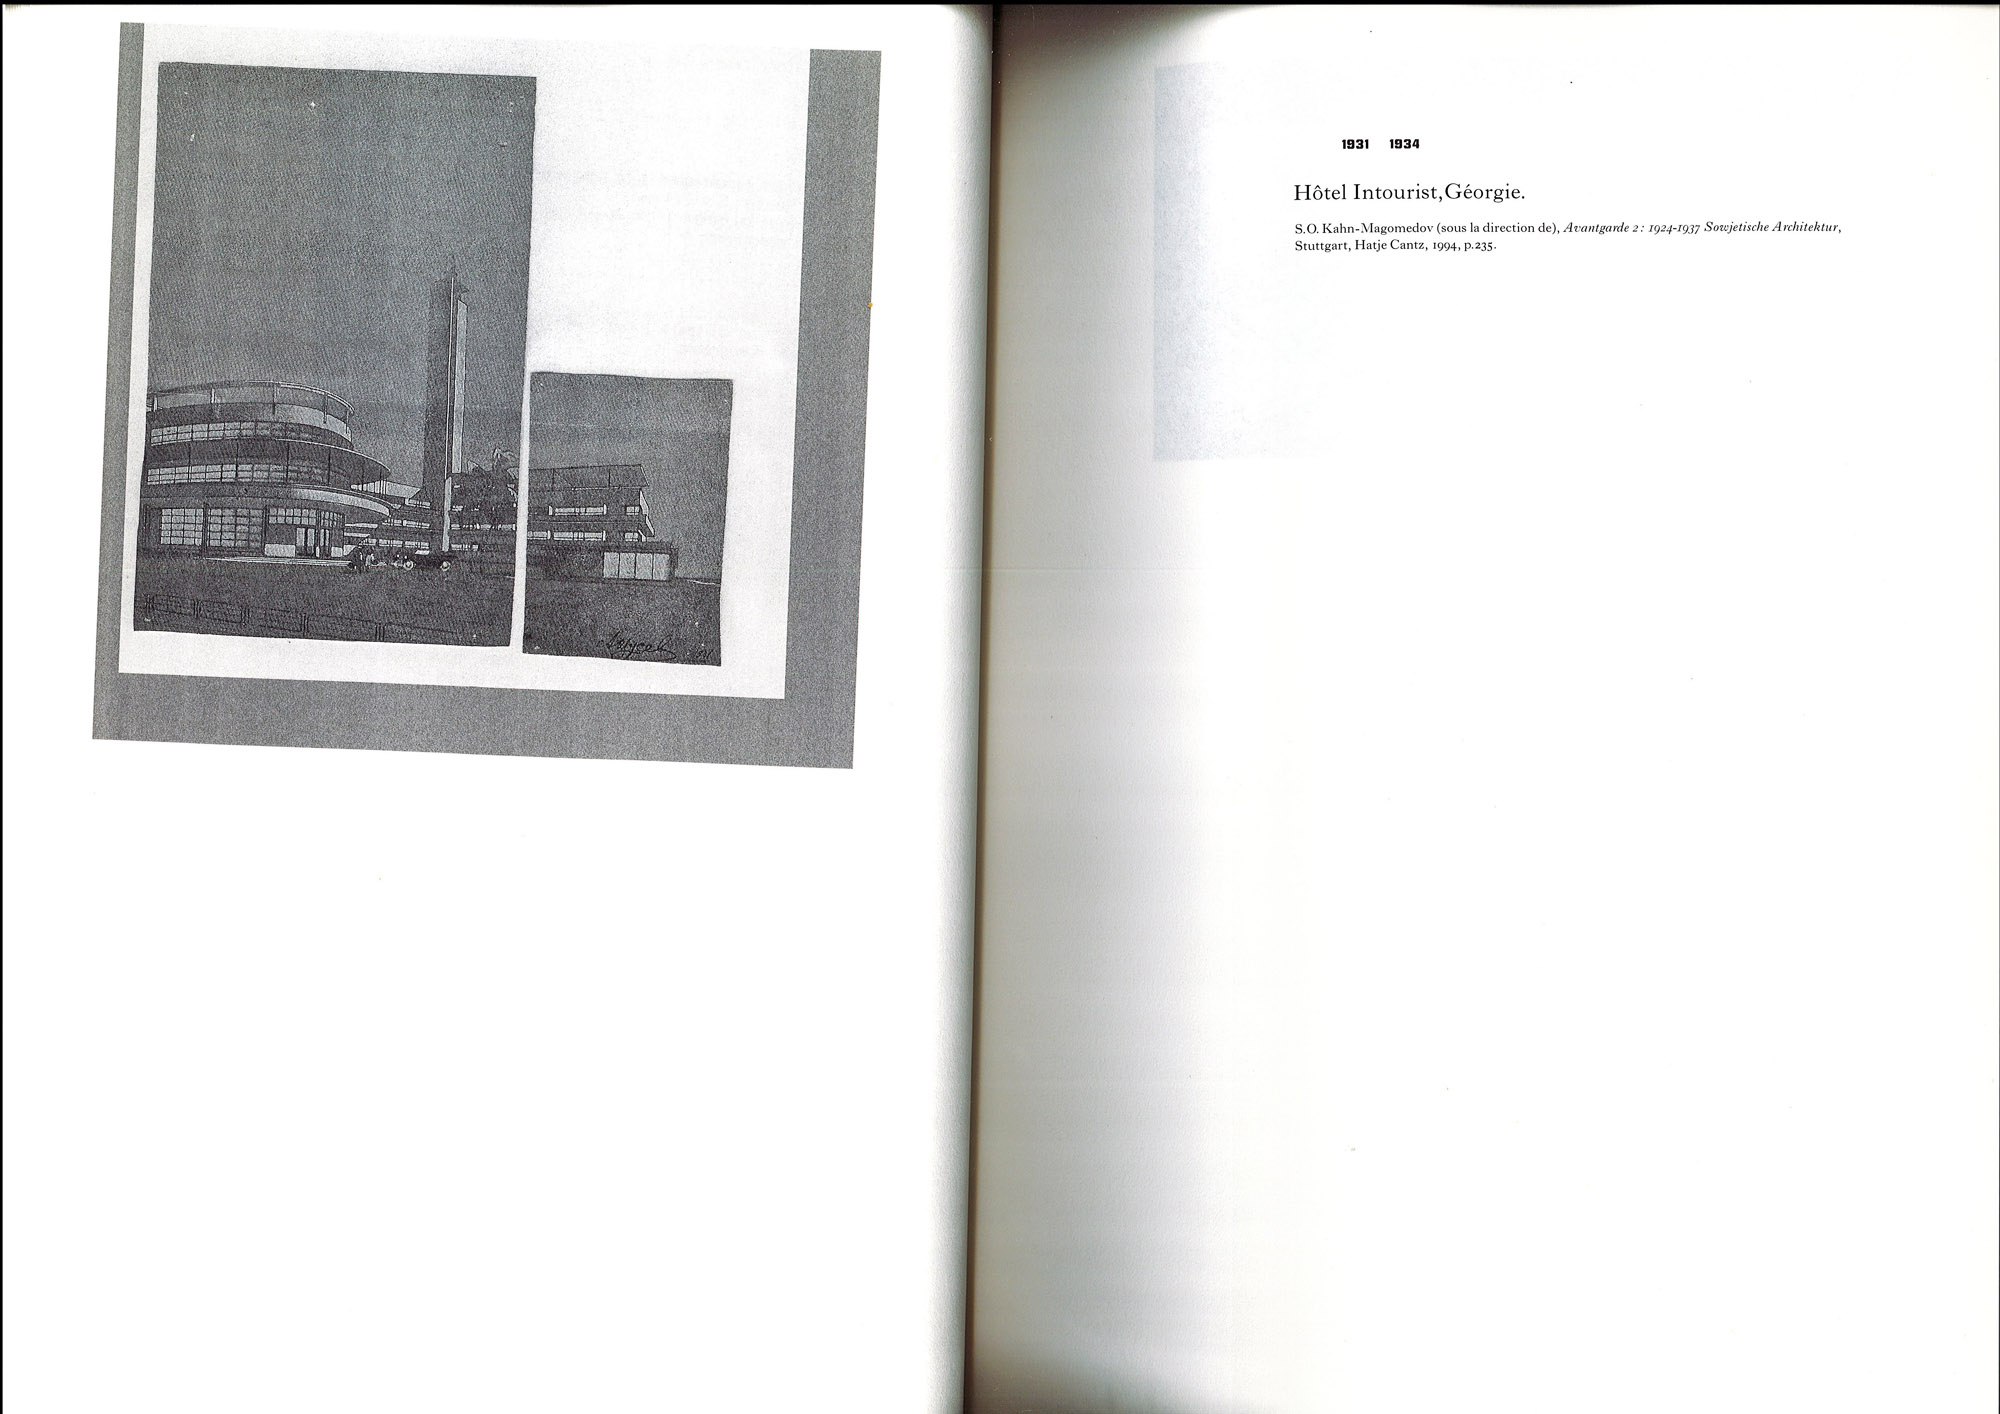 1931 1934
Hôtel Intourist, Géorgie.
S.O. Kahn-Magomedov (sous la direction de), Avantgarde 2 : 1924-1937 Sowjetische Architektur,
Stuttgart, Hatje Cantz, 1994, p.235.